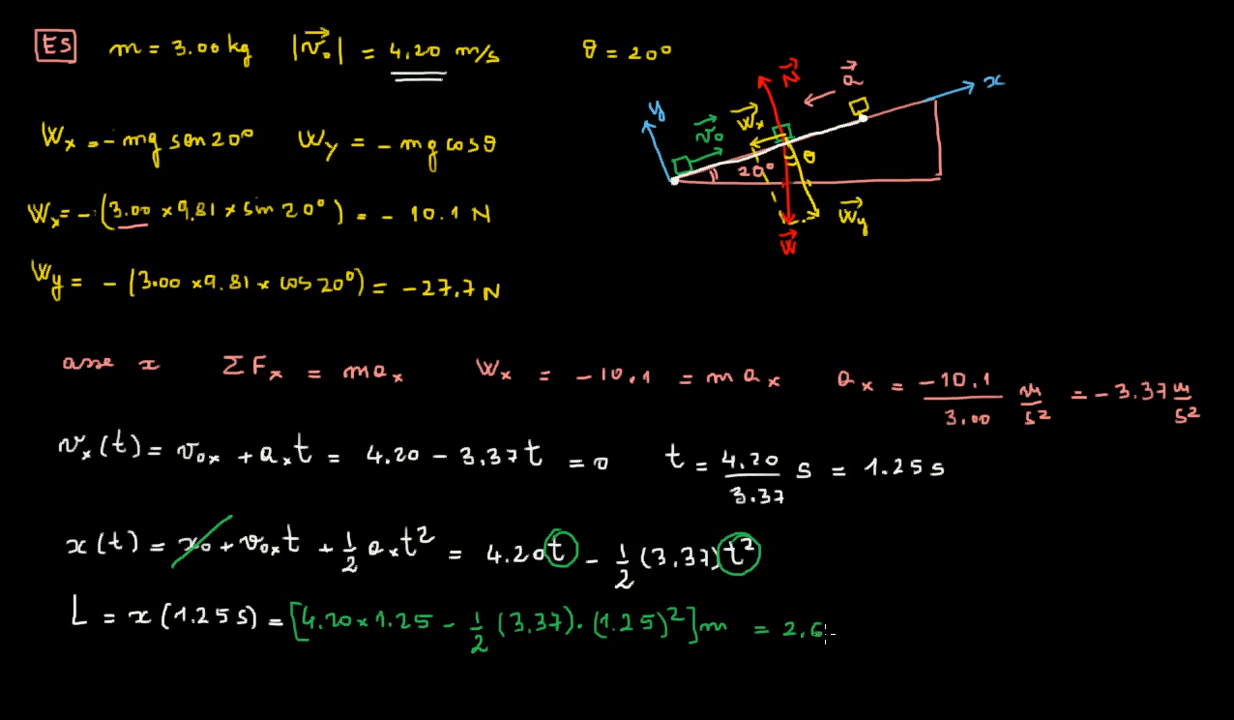 ES m = 3.00 kg |v₀| = 4.20 m/s θ = 20°
y v⃗₀ W⃗x N⃗ a⃗ x
20° θ
W⃗ W⃗y
Wx = - mg sen 20° Wy = - mg cos θ
Wx = - (3.00 × 9.81 × sin 20°) = - 10.1 N
Wy = - (3.00 × 9.81 × cos 20°) = - 27.7 N
asse x ΣFx = max Wx = -10.1 = max ax = -10.1/3.00 m/s² = - 3.37 m/s²
vx(t) = v0x + axt = 4.20 - 3.37t = 0 t = 4.20/3.37 s = 1.25 s
x(t) = x0 + v0xt + 1/2 axt² = 4.20t - 1/2 (3.37)t²
L = x(1.25 s) = [4.20 × 1.25 - 1/2 (3.37) · (1.25)²] m = 2.6